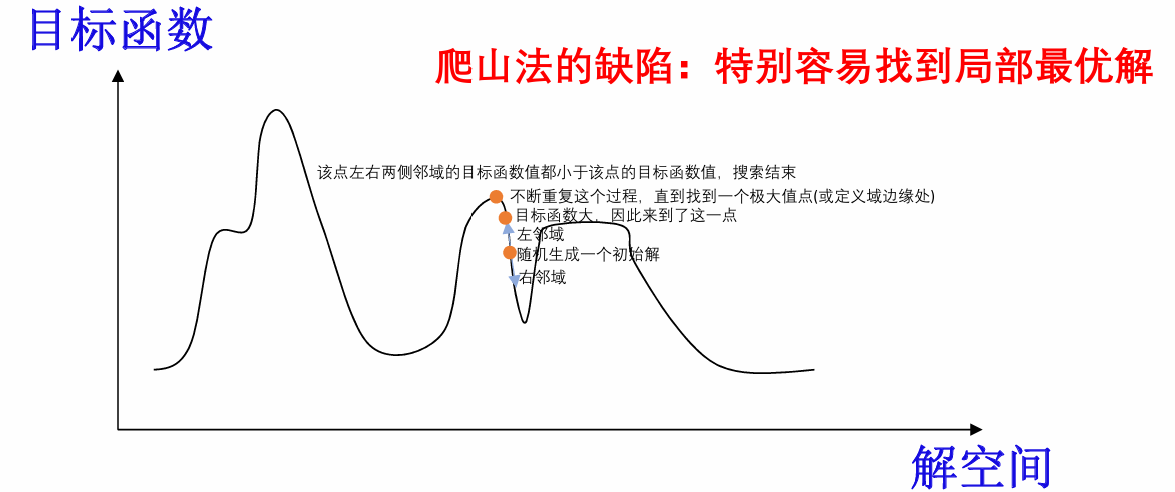 目标函数
爬山法的缺陷：特别容易找到局部最优解
该点左右两侧邻域的目标函数值都小于该点的目标函数值，搜索结束
不断重复这个过程，直到找到一个极大值点(或定义域边缘处)
目标函数大，因此来到了这一点
左邻域
随机生成一个初始解
右邻域
解空间